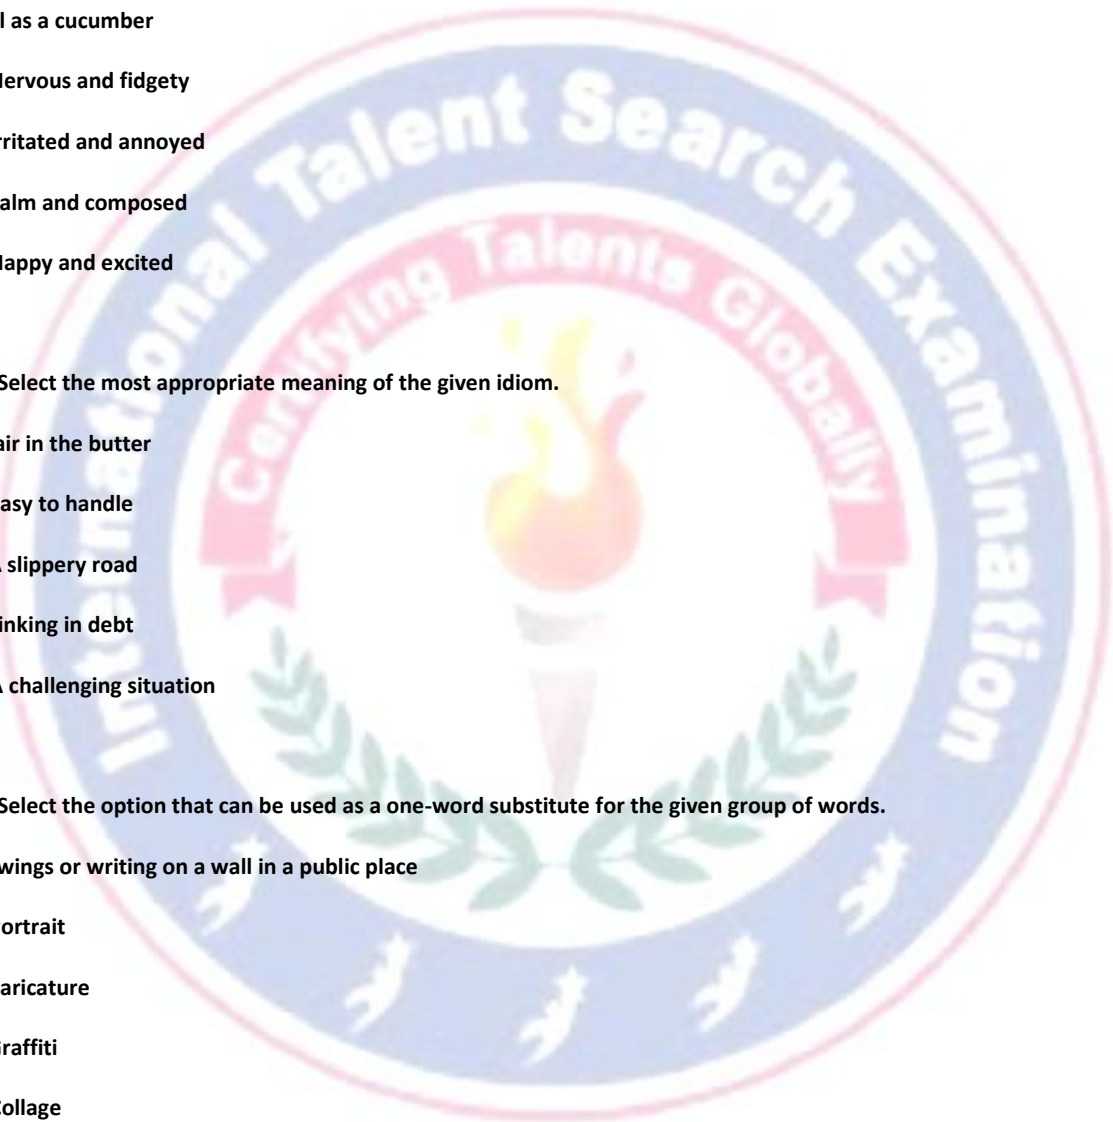 l as a cucumber
Nervous and fidgety
rritated and annoyed
alm and composed
Happy and excited
Select the most appropriate meaning of the given idiom.
air in the butter
asy to handle
A slippery road
inking in debt
A challenging situation
Select the option that can be used as a one-word substitute for the given group of words.
wings or writing on a wall in a public place
ortrait
aricature
Graffiti
Collage
International Talent Search Examination
Certifying Talents Globally